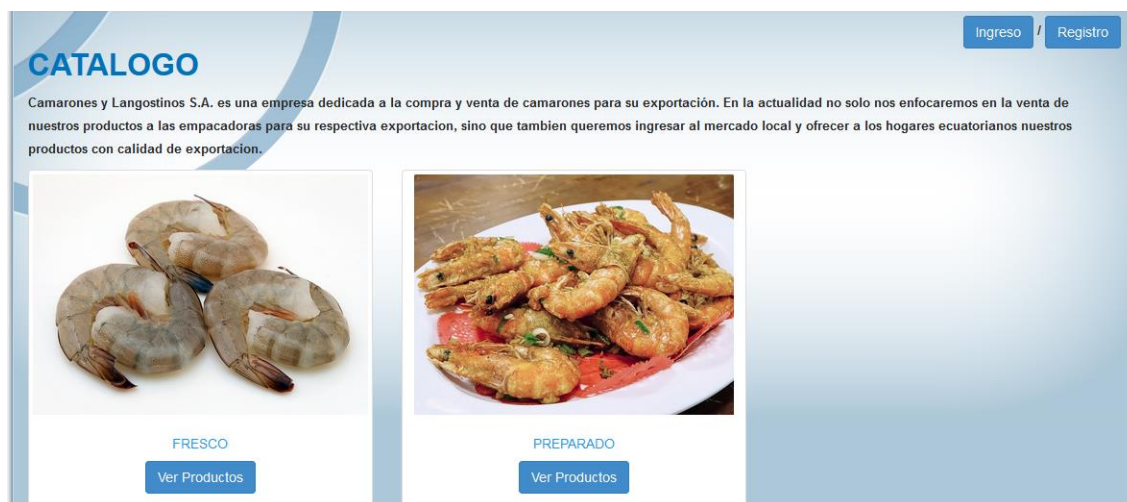 Ingreso / Registro
CATALOGO
Camarones y Langostinos S.A. es una empresa dedicada a la compra y venta de camarones para su exportación. En la actualidad no solo nos enfocaremos en la venta de
nuestros productos a las empacadoras para su respectiva exportacion, sino que tambien queremos ingresar al mercado local y ofrecer a los hogares ecuatorianos nuestros
productos con calidad de exportacion.
FRESCO
Ver Productos
PREPARADO
Ver Productos